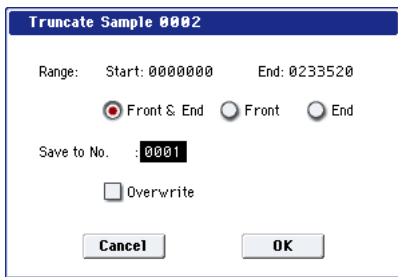 Truncate Sample 0002
Range: Start: 0000000 End: 0233520
Front & End Front End
Save to No. :0001
Overwrite
Cancel OK